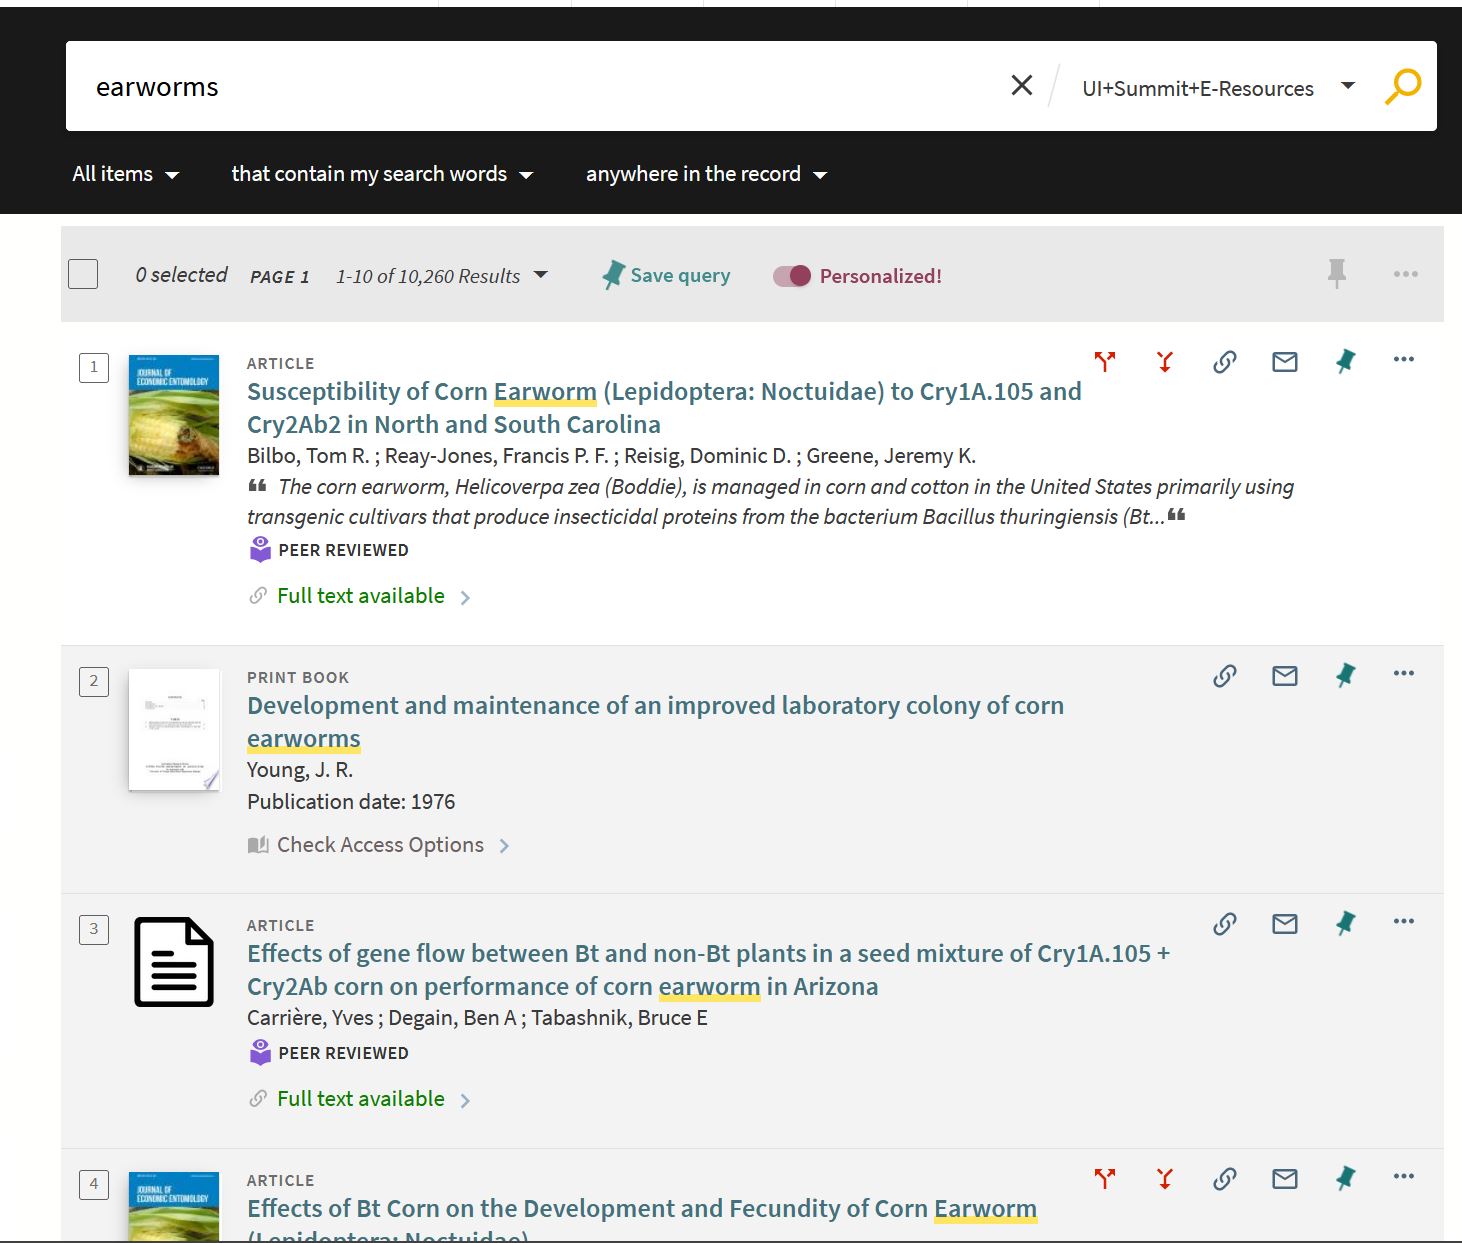 earworms
UI+Summit+E-Resources
All items
that contain my search words
anywhere in the record
0 selected PAGE 1 1-10 of 10,260 Results
Save query
Personalized!
1
JOURNAL OF
ECONOMIC ENTOMOLOGY
ARTICLE
Susceptibility of Corn Earworm (Lepidoptera: Noctuidae) to Cry1A.105 and
Cry2Ab2 in North and South Carolina
Bilbo, Tom R. ; Reay-Jones, Francis P. F. ; Reisig, Dominic D. ; Greene, Jeremy K.
The corn earworm, Helicoverpa zea (Boddie), is managed in corn and cotton in the United States primarily using
transgenic cultivars that produce insecticidal proteins from the bacterium Bacillus thuringiensis (Bt...
PEER REVIEWED
Full text available
2
PRINT BOOK
Development and maintenance of an improved laboratory colony of corn
earworms
Young, J. R.
Publication date: 1976
Check Access Options
3
ARTICLE
Effects of gene flow between Bt and non-Bt plants in a seed mixture of Cry1A.105 +
Cry2Ab corn on performance of corn earworm in Arizona
Carrière, Yves ; Degain, Ben A ; Tabashnik, Bruce E
PEER REVIEWED
Full text available
4
JOURNAL OF
ECONOMIC ENTOMOLOGY
ARTICLE
Effects of Bt Corn on the Development and Fecundity of Corn Earworm
(Lepidoptera: Noctuidae)